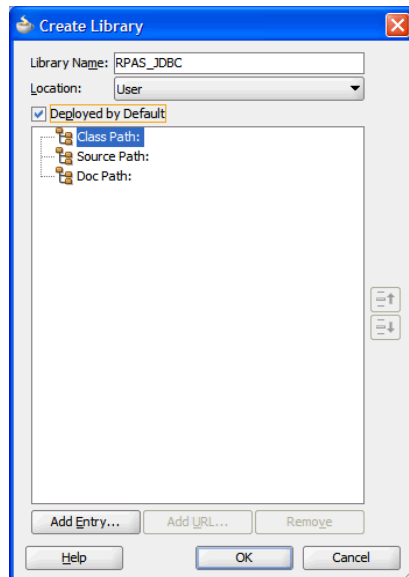 Create Library
Library Name: RPAS_JDBC
Location: User
Deployed by Default
Class Path:
Source Path:
Doc Path:
Add Entry... Add URL... Remove
Help OK Cancel